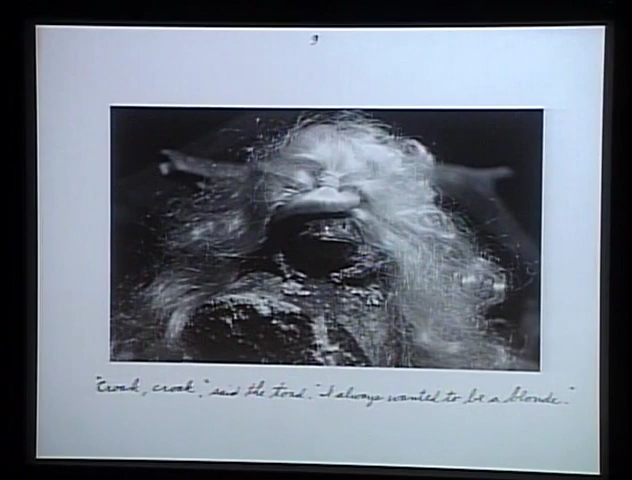 9
"Croak, croak", said the toad, "I always wanted to be a blonde."